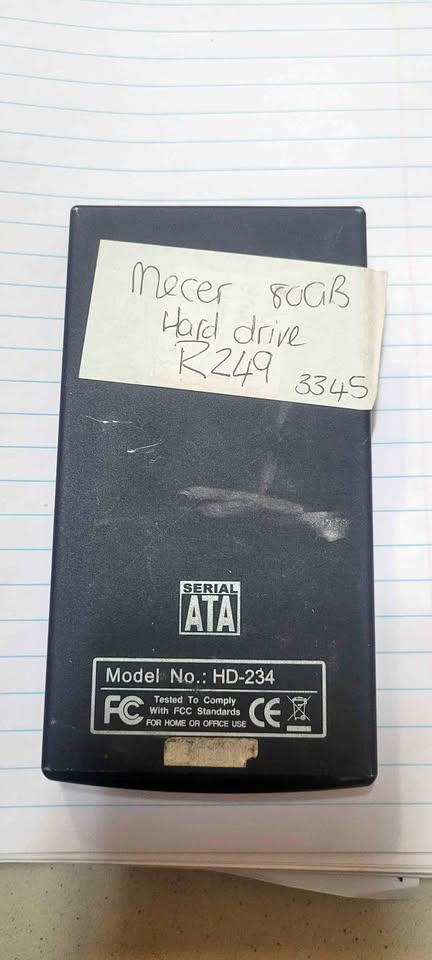 Mecer 80GB
Hard drive
R249
3345
SERIAL
ATA
Model No.: HD-234
FC Tested To Comply
With FCC Standards
FOR HOME OR OFFICE USE
CE